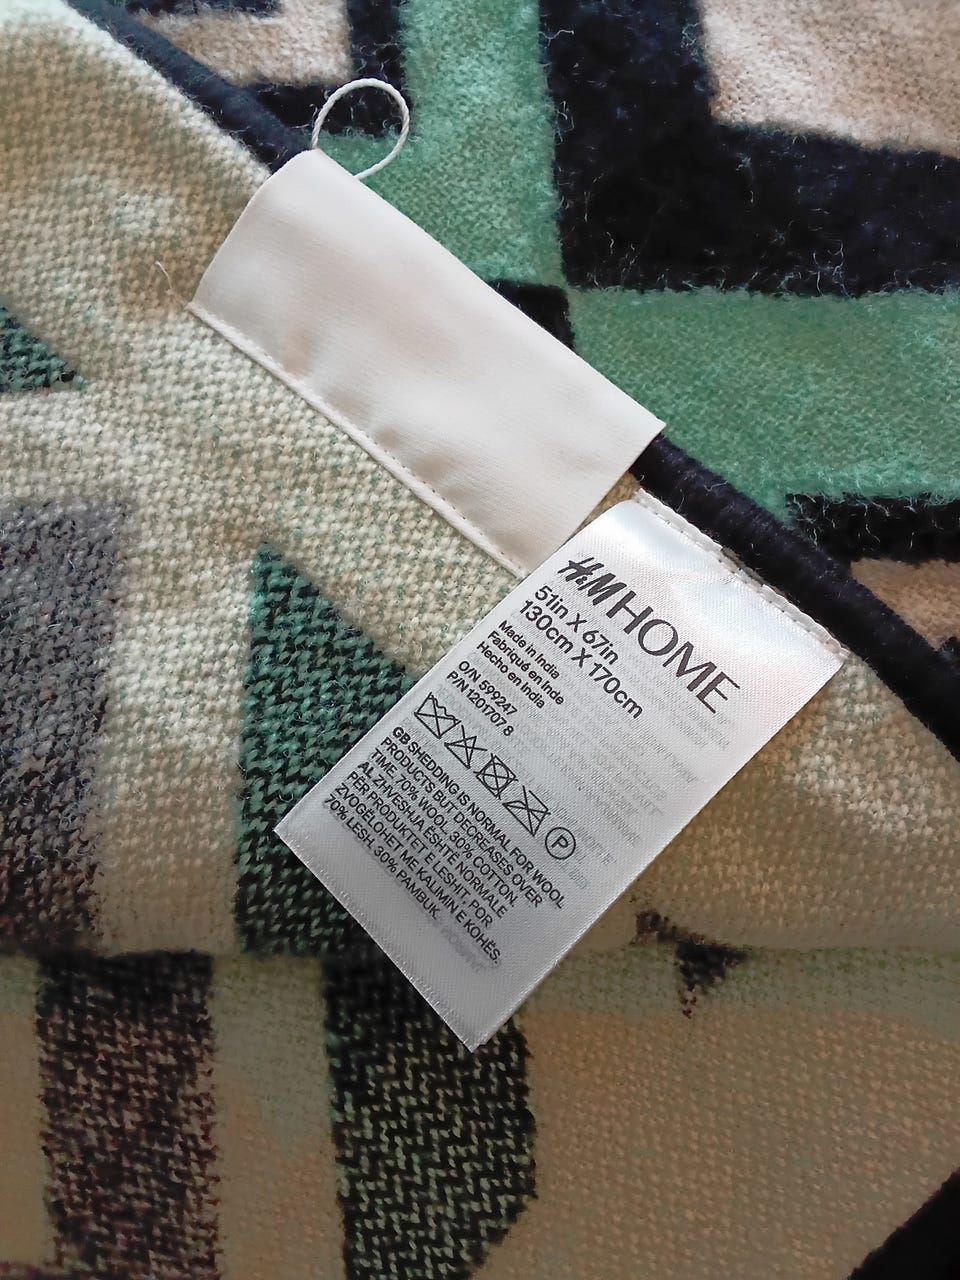 H&M HOME
51in X 67in
130cm X 170cm
Made in India
Fabriqué en Inde
Hecho en India
O/N 599247
P/N 1201707 8
P
GB SHEDDING IS NORMAL FOR WOOL
PRODUCTS BUT DECREASES OVER
TIME. 70% WOOL. 30% COTTON.
AL ZHVESHJA ËSHTË NORMALE
PËR PRODUKTET E LESHIT, POR
ZVOGËLOHET ME KALIMIN E KOHËS.
70% LESH. 30% PAMBUK.